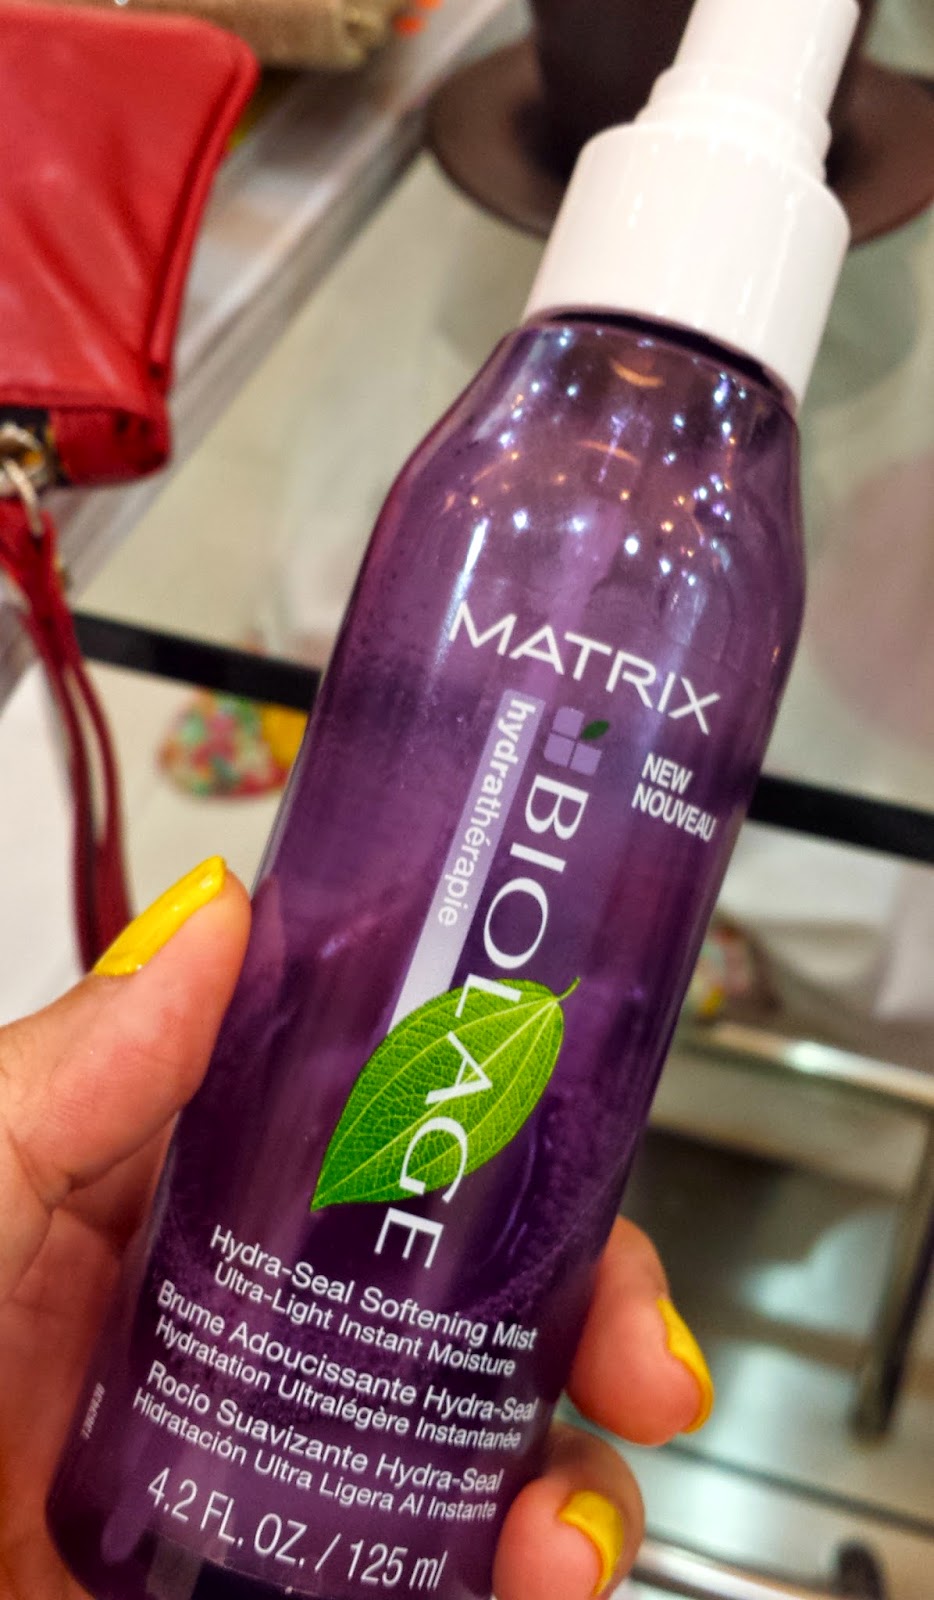 MATRIX
BIOLAGE
hydrathérapie
NEW
NOUVEAU
Hydra-Seal Softening Mist
Ultra-Light Instant Moisture
Brume Adoucissante Hydra-Seal
Hydratation Ultralégère Instantanée
Rocío Suavizante Hydra-Seal
Hidratación Ultra Ligera Al Instante
4.2 FL. OZ. / 125 ml